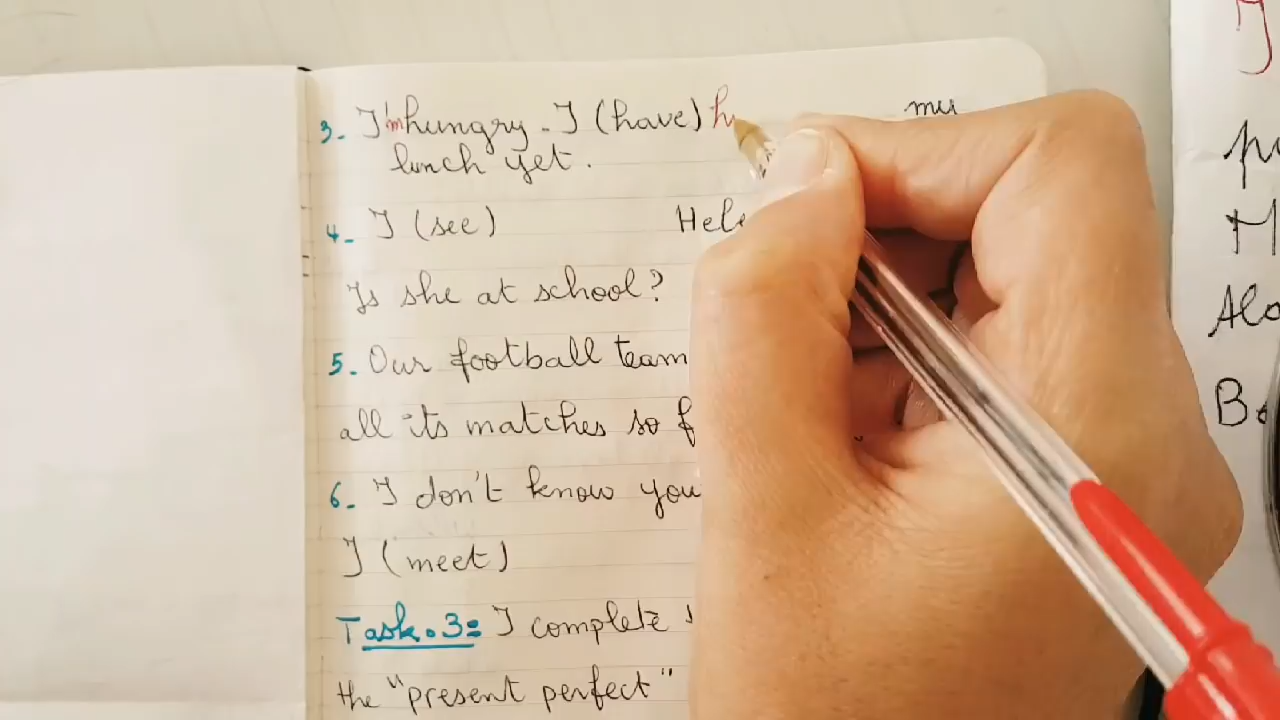 3. I'm hungry. I (have) h my
lunch yet.
4. I (see) Hele
Is she at school?
5. Our football team
all its matches so f
6. I don't know you
I (meet)
Task.3: I complete
the "present perfect"